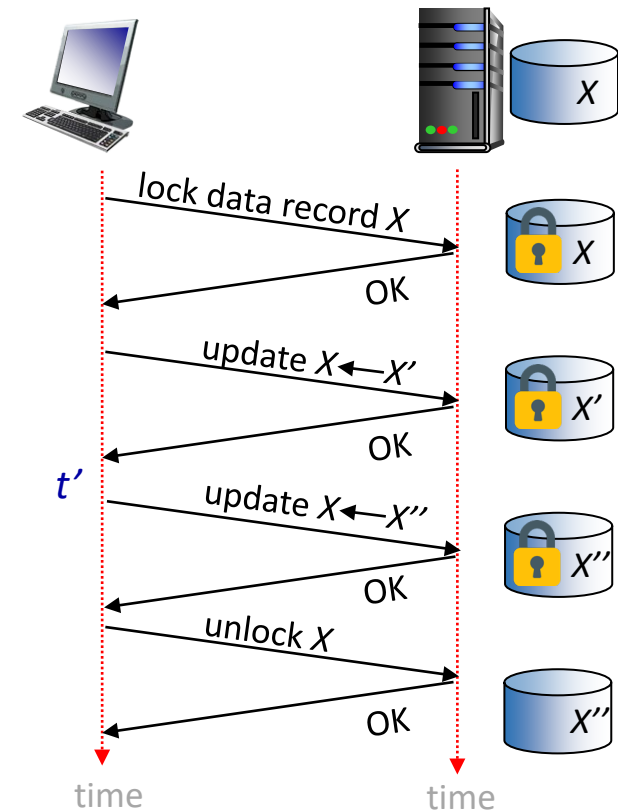 X
lock data record X
X
OK
update X ← X’
X’
OK
t’
update X ← X’’
X’’
OK
unlock X
X’’
OK
time
time